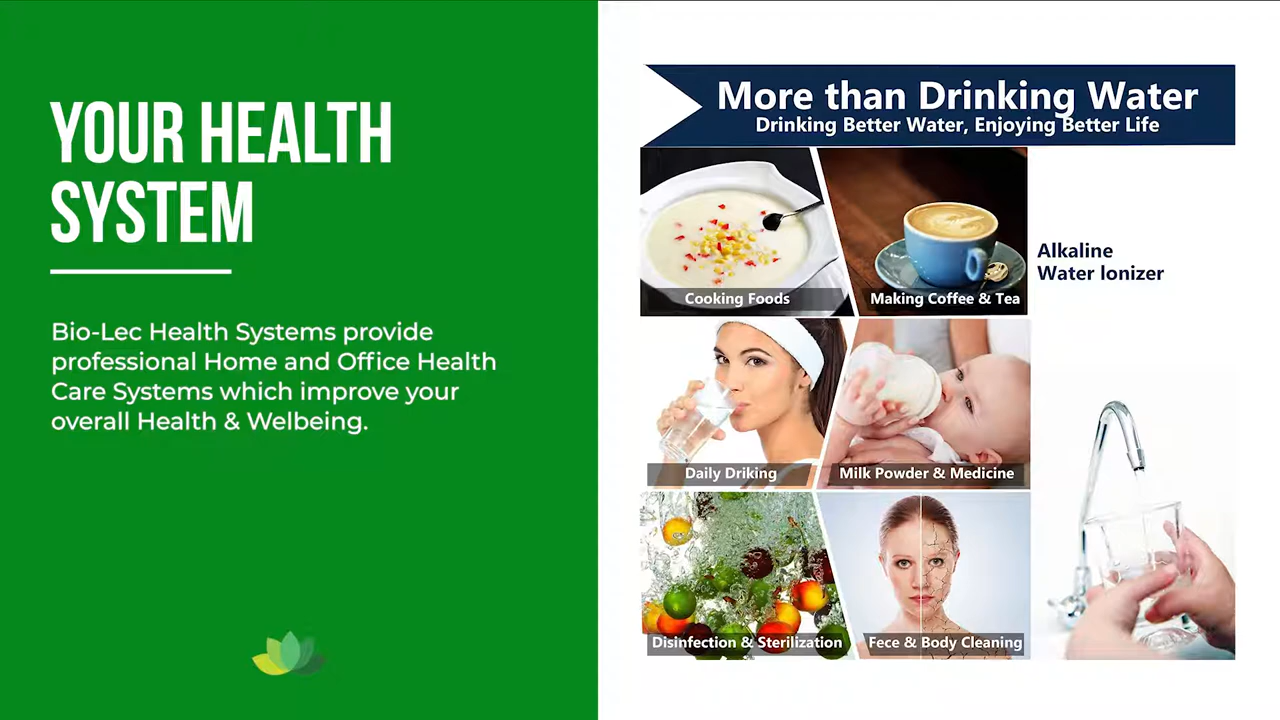 YOUR HEALTH
SYSTEM
Bio-Lec Health Systems provide
professional Home and Office Health
Care Systems which improve your
overall Health & Welbeing.
More than Drinking Water
Drinking Better Water, Enjoying Better Life
Cooking Foods
Making Coffee & Tea
Alkaline
Water Ionizer
Daily Driking
Milk Powder & Medicine
Disinfection & Sterilization
Fece & Body Cleaning